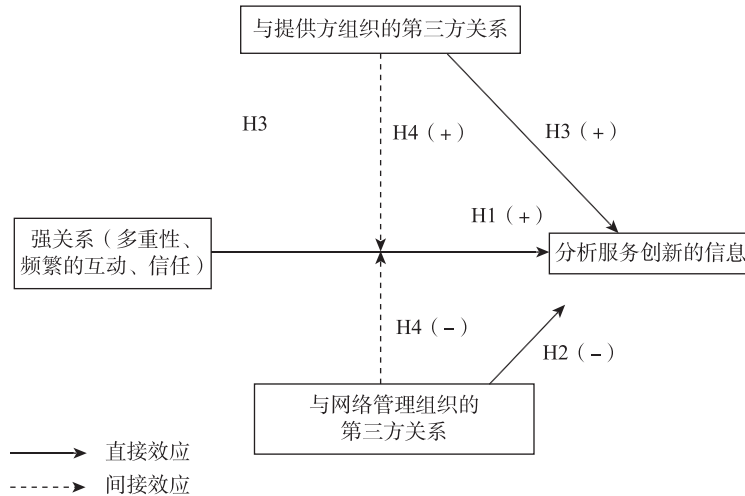 与提供方组织的第三方关系
H3
H4（+）
H3（+）
H1（+）
强关系（多重性、
频繁的互动、信任）
分析服务创新的信息
H4（−）
H2（−）
与网络管理组织的
第三方关系
直接效应
间接效应